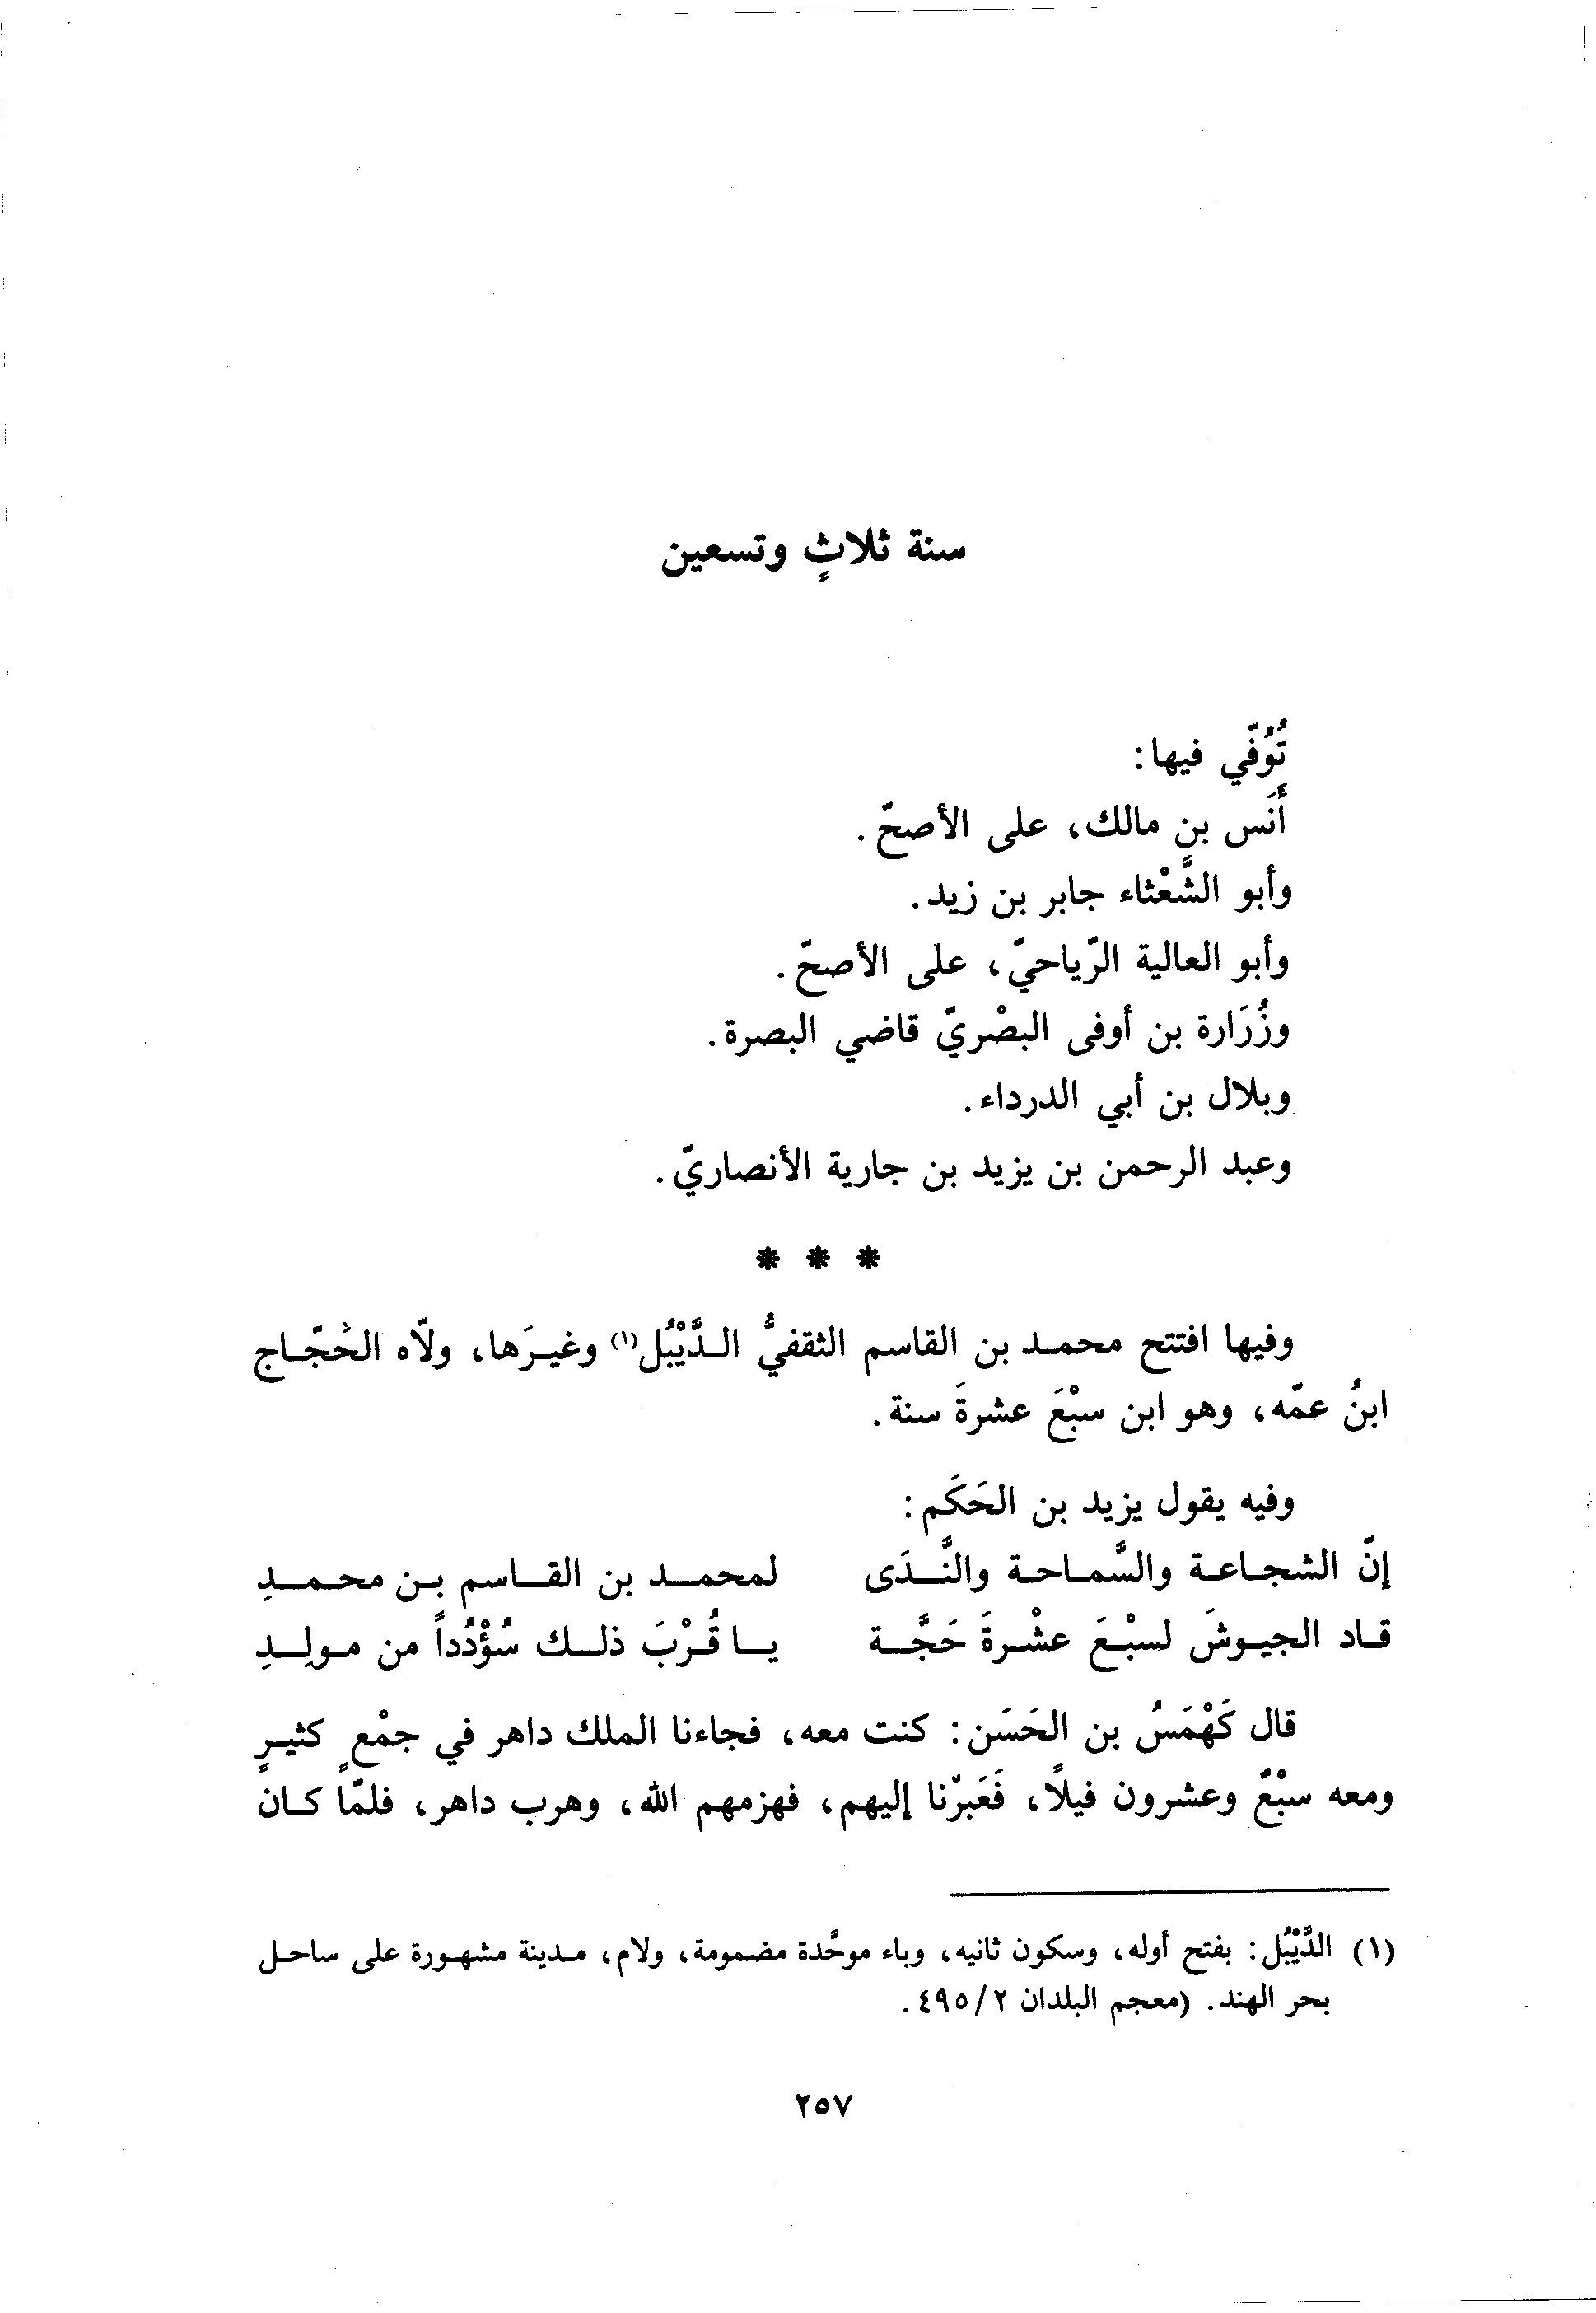 سنة ثلاثٍ وتسعين
تُوُفّي فيها:
أَنَس بن مالك، على الأصحّ.
وأبو الشَّعْثاء جابر بن زيد.
وأبو العالية الرّياحيّ، على الأصحّ.
وزُرَارة بن أوفى البصْريّ قاضي البصرة.
وبلال بن أبي الدرداء.
وعبد الرحمن بن يزيد بن جارية الأنصاريّ.
* * *
وفيها افتتح محمد بن القاسم الثقفيُّ الدَّيْبُل(١) وغيرَها، ولّاه الحُجّاج
ابنُ عمّه، وهو ابن سبْعَ عشرةَ سنة.
وفيه يقول يزيد بن الحَكَم:
إنّ الشجاعة والسَّماحة والنَّدَى لمحمد بن القاسم بن محمدِ
قاد الجيوشَ لسبْعَ عشْرةَ حَجَّة يا قُرْبَ ذلك سُؤْدُداً من مولِدِ
قال كَهْمَسُ بن الحَسَن: كنت معه، فجاءنا الملك داهر في جمْعٍ كثيرٍ
ومعه سبْعٌ وعشرون فيلاً، فَعَبرّنا إليهم، فهزمهم الله، وهرب داهر، فلمّا كان
(١) الدَّيْبُل: بفتح أوله، وسكون ثانيه، وباء موحَّدة مضمومة، ولام، مدينة مشهورة على ساحل
بحر الهند. (معجم البلدان ٢/٤٩٥.
٢٥٧